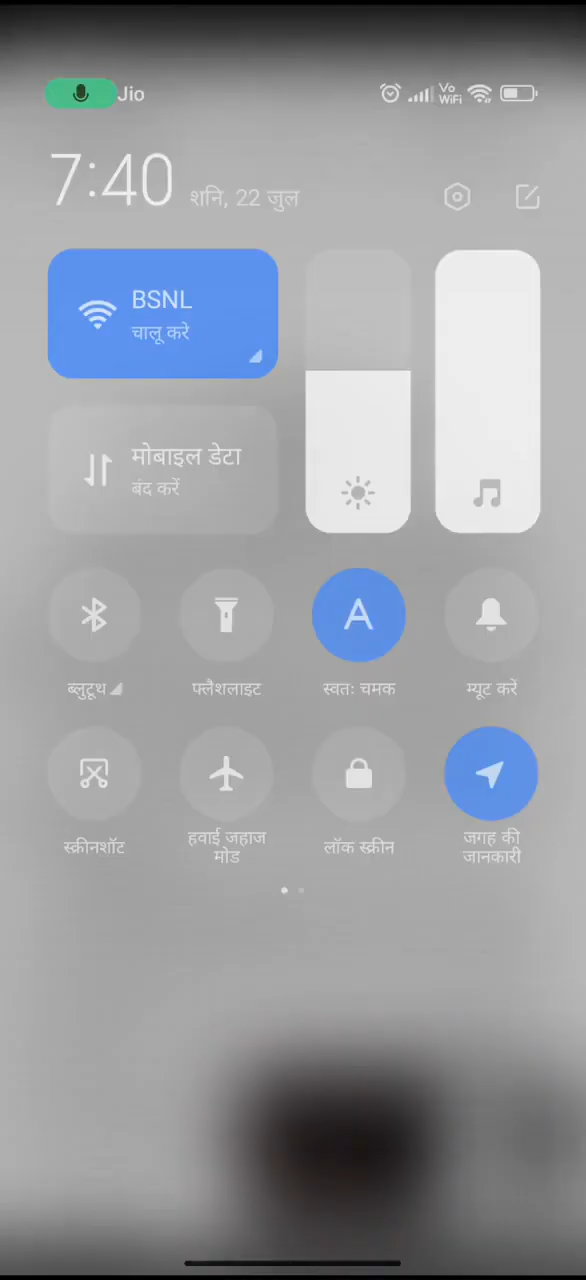 Jio
Vo
WiFi
7:40 शनि, 22 जुल
BSNL
चालू करे
मोबाइल डेटा
बंद करें
ब्लुटूथ
फ्लैशलाइट
स्वतः चमक
म्यूट करें
स्क्रीनशॉट
हवाई जहाज
मोड
लॉक स्क्रीन
जगह की
जानकारी